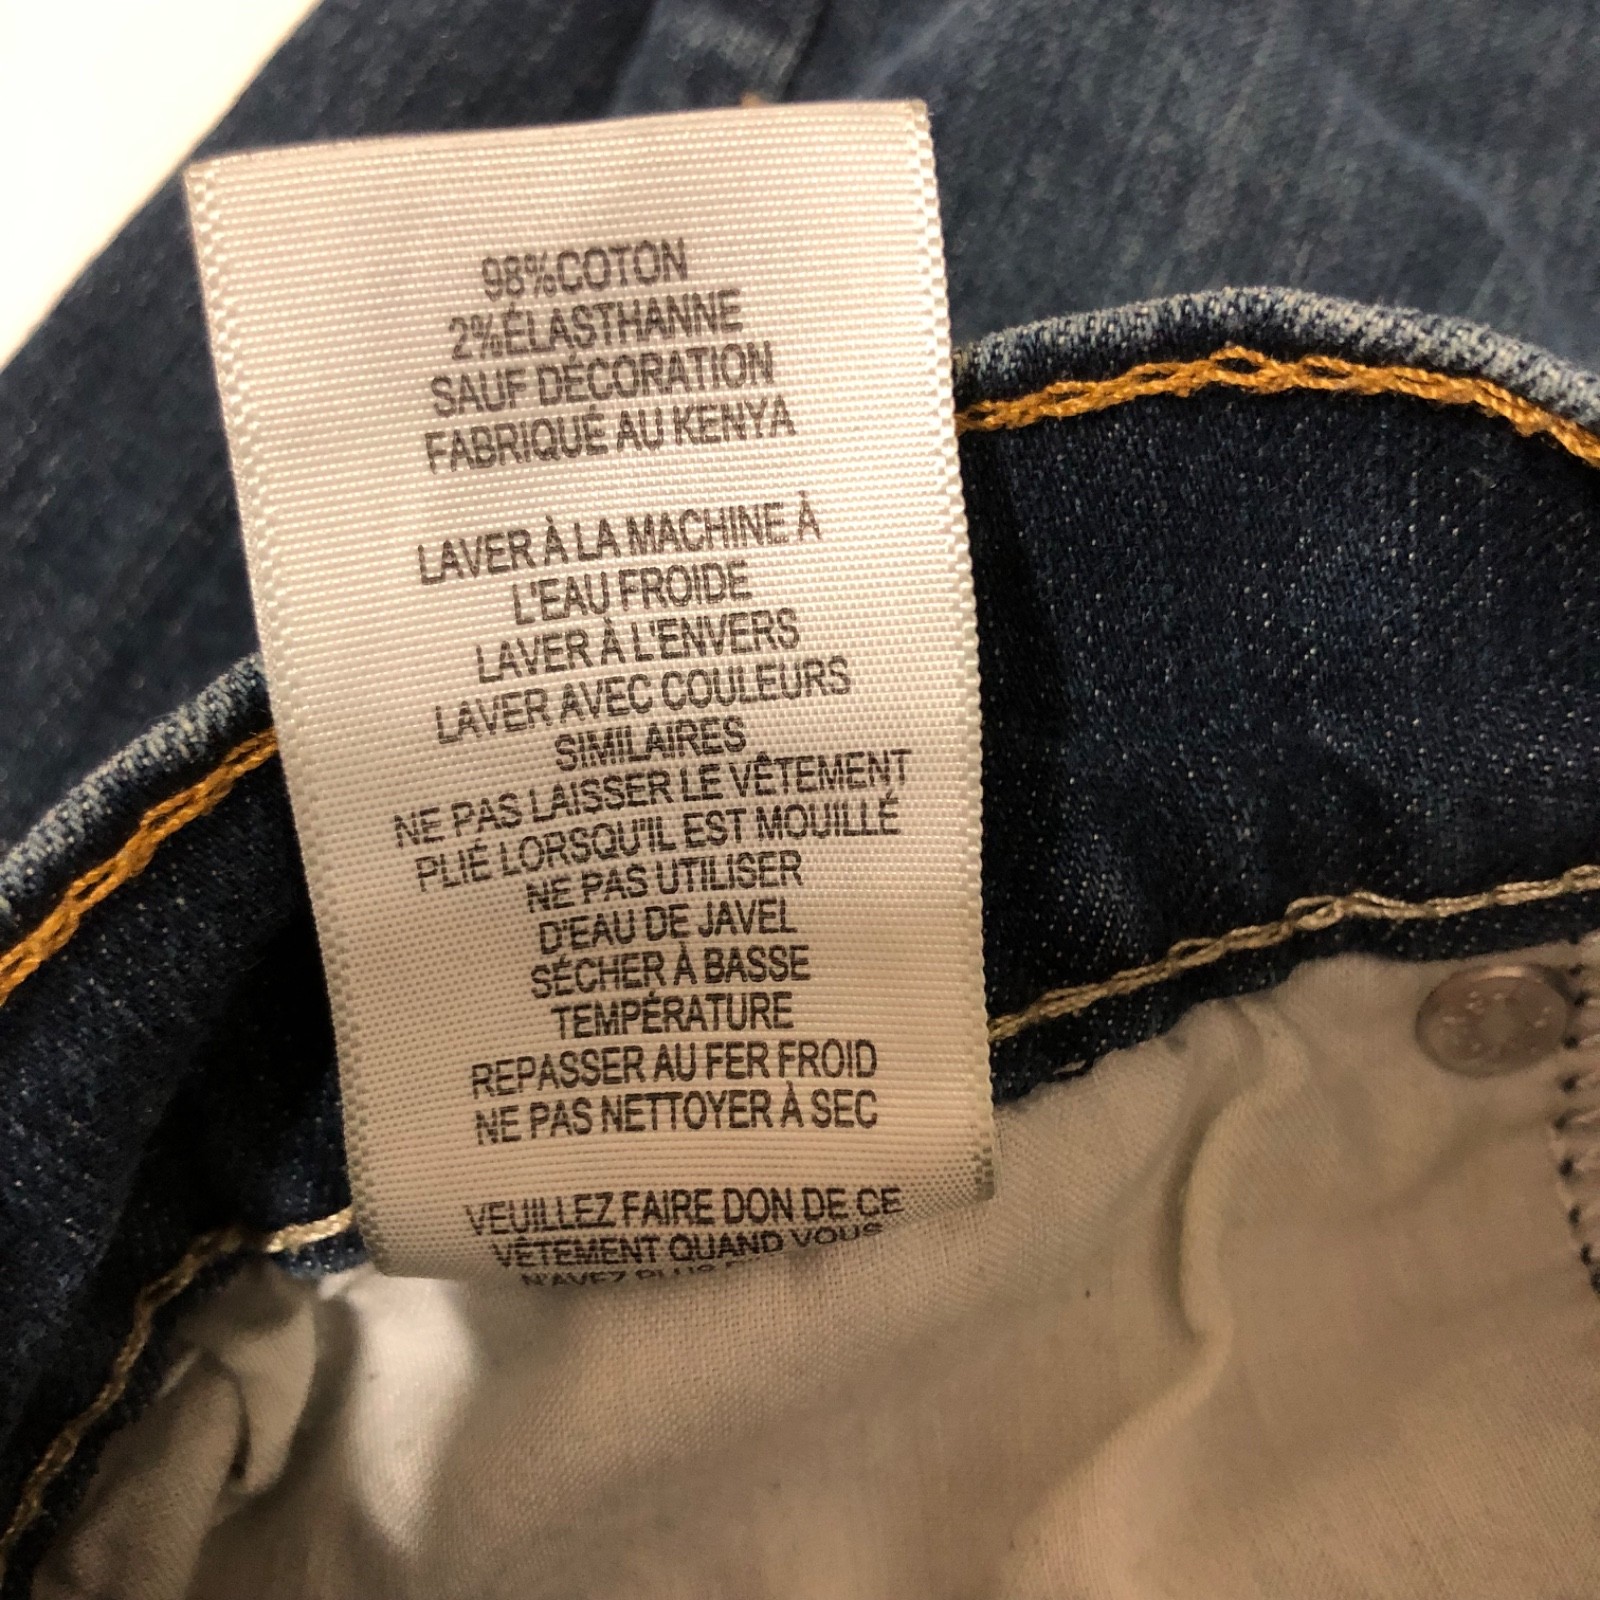 98%COTON
2%ÉLASTHANNE
SAUF DÉCORATION
FABRIQUÉ AU KENYA
LAVER À LA MACHINE À
L'EAU FROIDE
LAVER À L'ENVERS
LAVER AVEC COULEURS
SIMILAIRES
NE PAS LAISSER LE VÊTEMENT
PLIÉ LORSQU'IL EST MOUILLÉ
NE PAS UTILISER
D'EAU DE JAVEL
SÉCHER À BASSE
TEMPÉRATURE
REPASSER AU FER FROID
NE PAS NETTOYER À SEC
VEUILLEZ FAIRE DON DE CE
VÊTEMENT QUAND VOUS
N'AVEZ PLUS